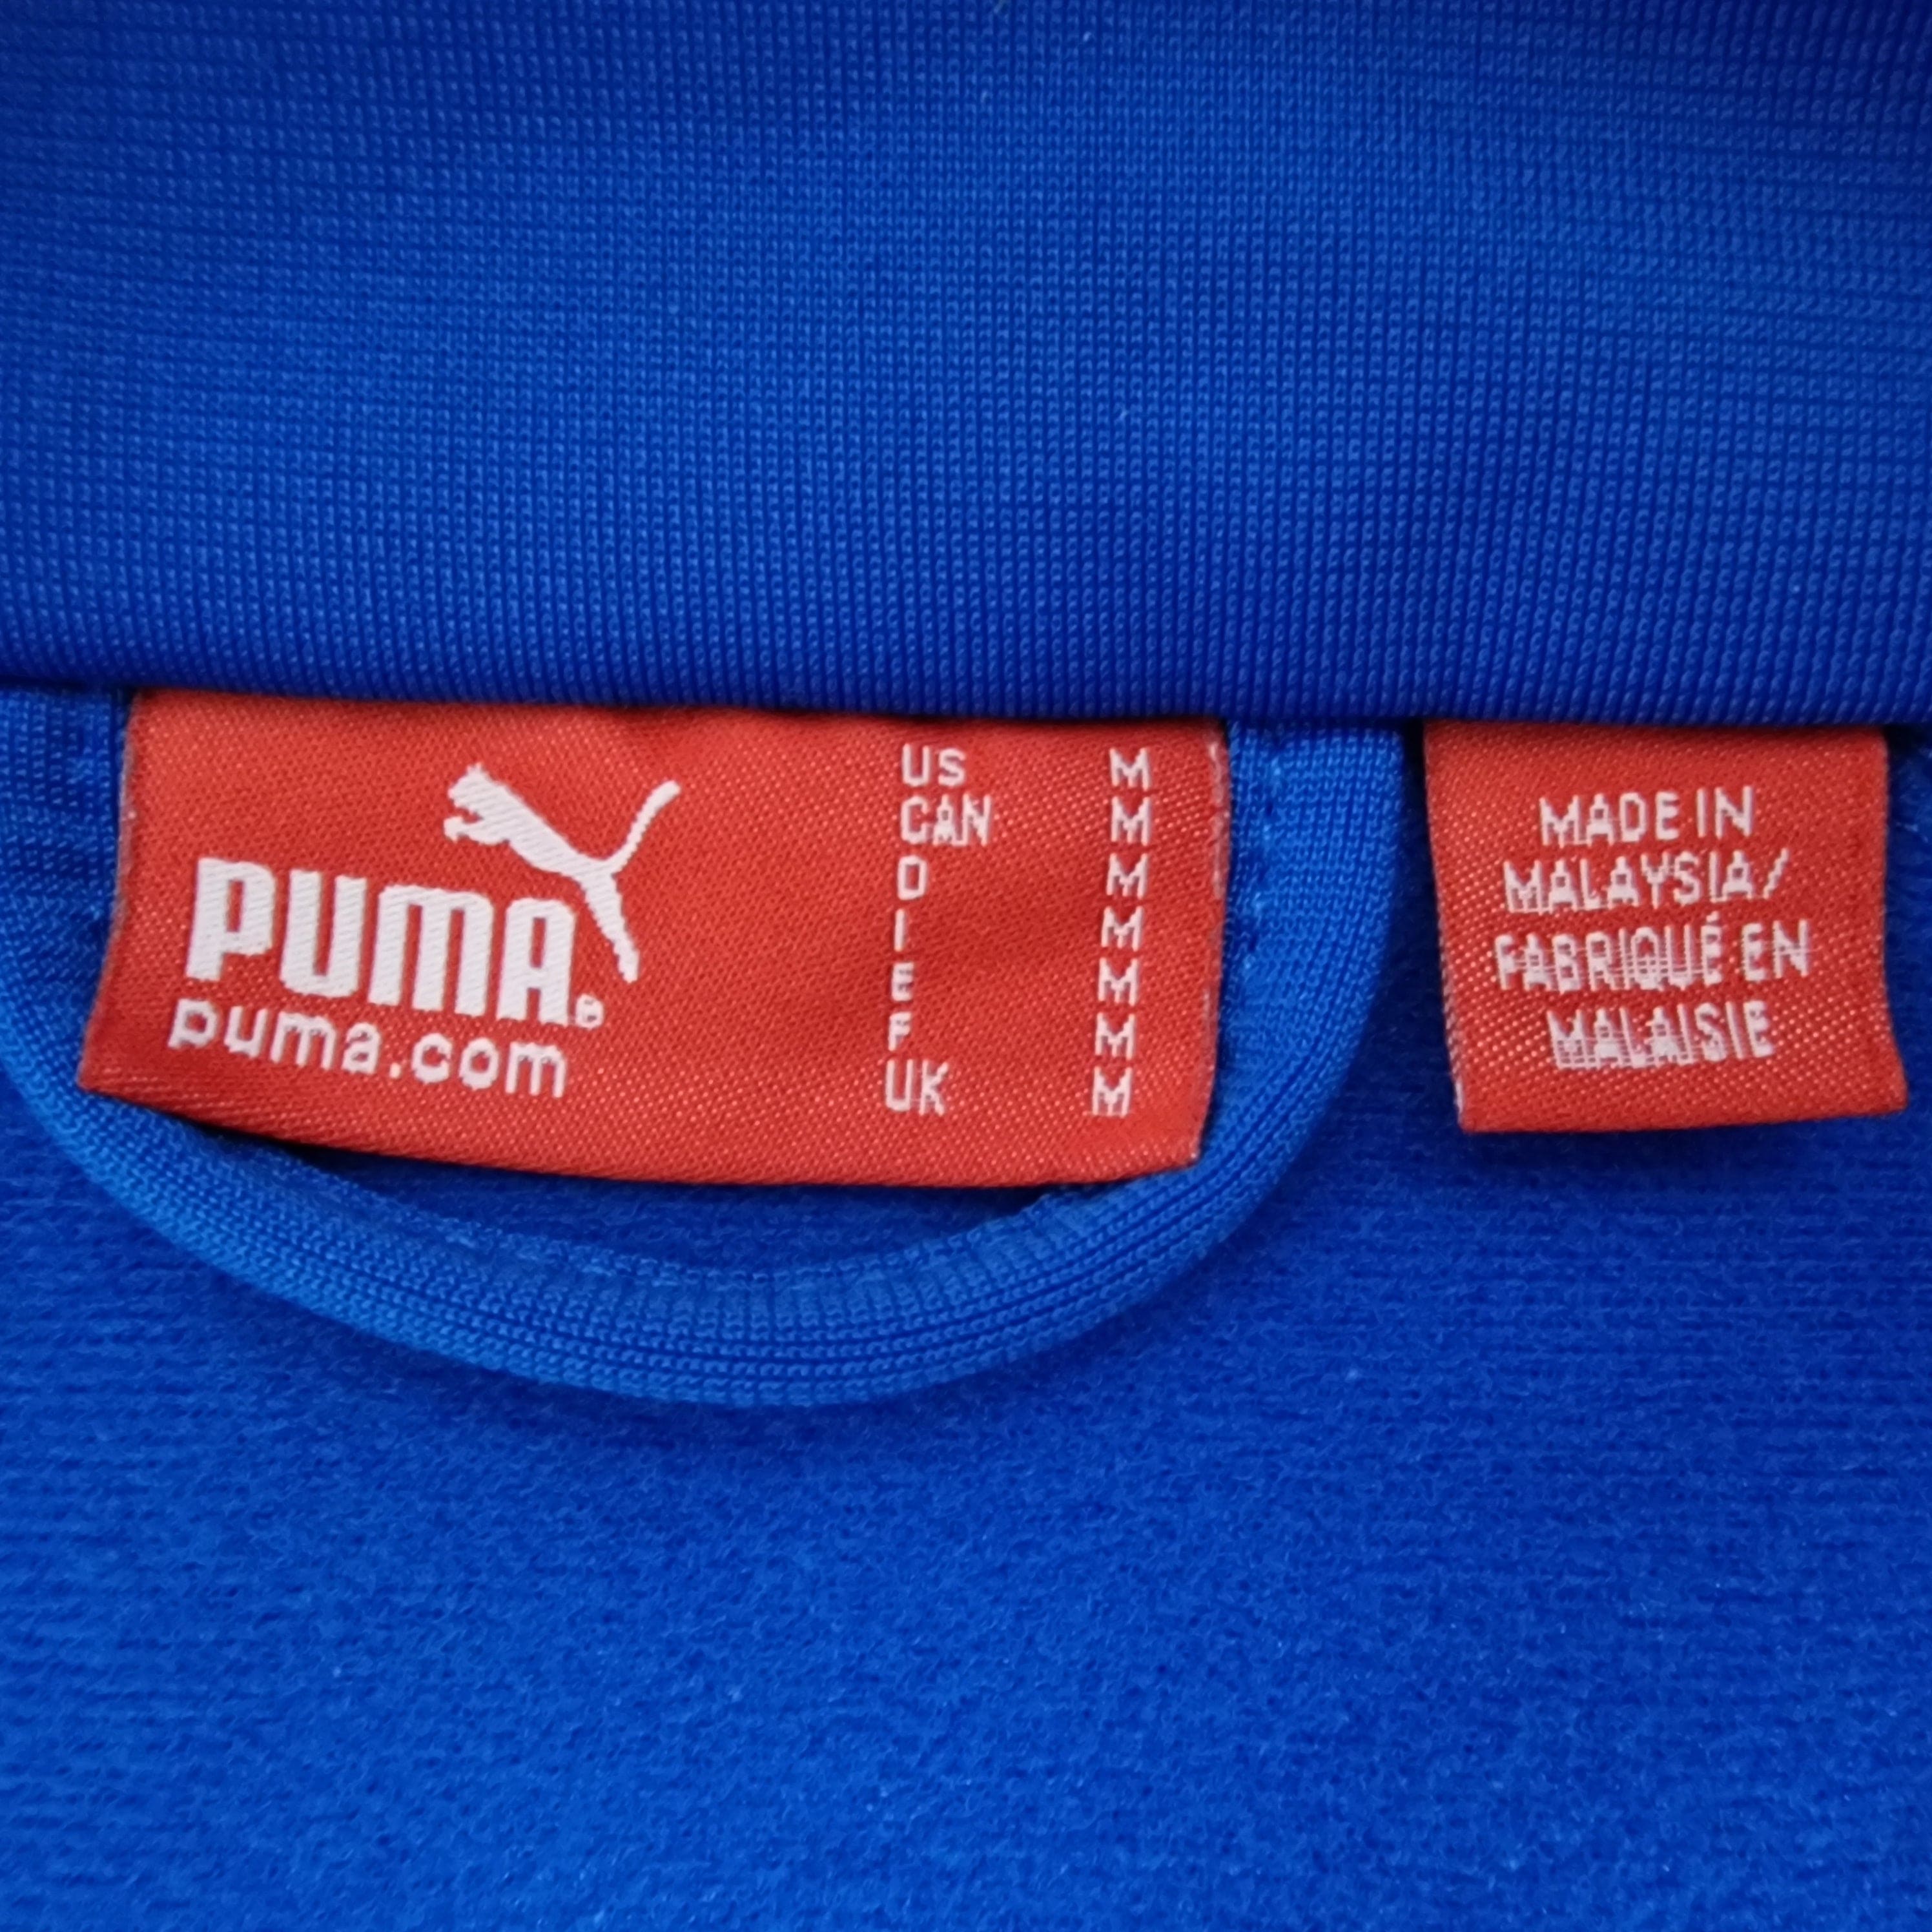 PUMA®
puma.com
US M
CAN M
D M
I M
E M
F M
UK M
MADE IN
MALAYSIA/
FABRIQUÉ EN
MALAISIE